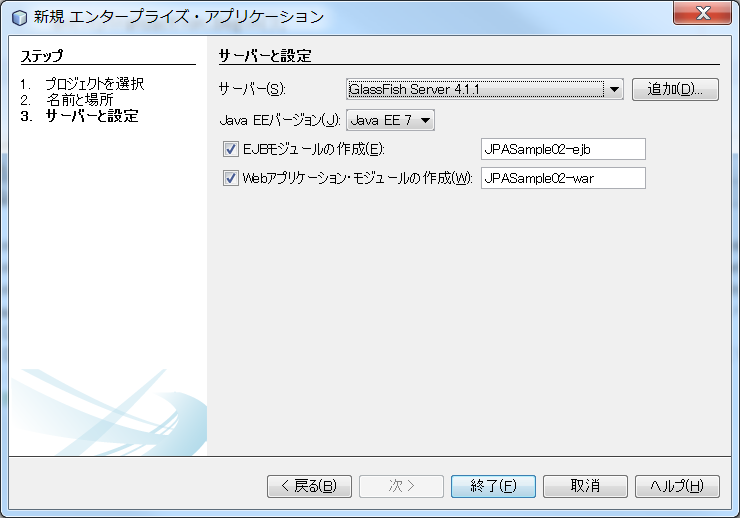 新規 エンタープライズ・アプリケーション
ステップ
1. プロジェクトを選択
2. 名前と場所
3. サーバーと設定
サーバーと設定
サーバー(S): GlassFish Server 4.1.1 追加(D)...
Java EEバージョン(J): Java EE 7
EJBモジュールの作成(E): JPASample02-ejb
Webアプリケーション・モジュールの作成(W): JPASample02-war
< 戻る(B) 次 > 終了(F) 取消 ヘルプ(H)